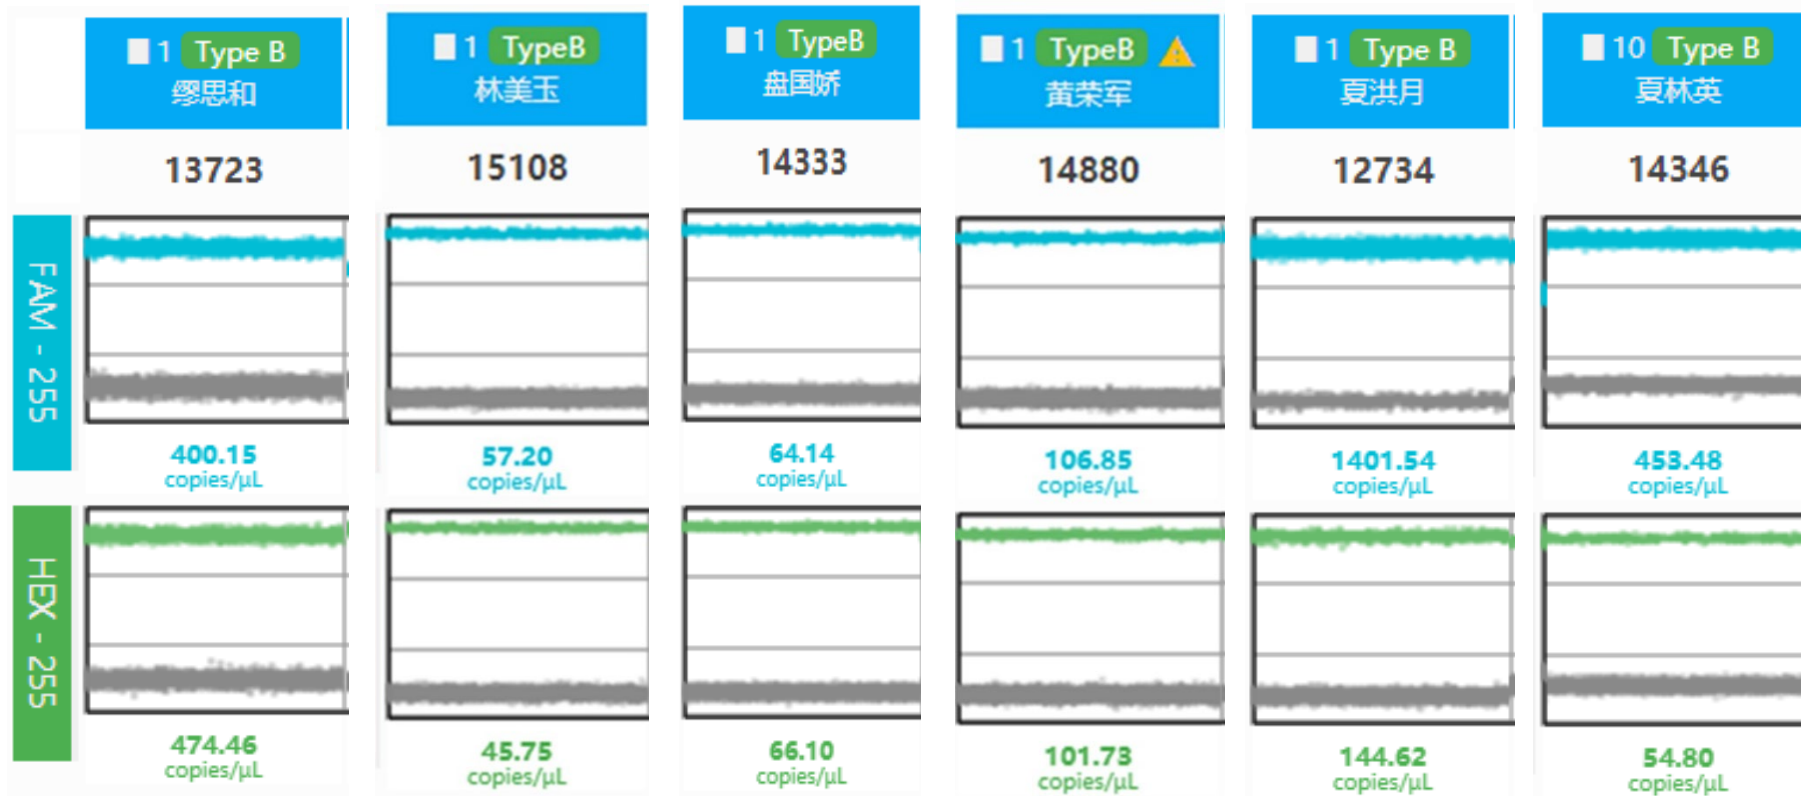 1 Type B
缪思和
1 TypeB
林美玉
1 TypeB
盘国娇
1 TypeB
黄荣军
1 Type B
夏洪月
10 Type B
夏林英
13723
15108
14333
14880
12734
14346
FAM - 255
400.15
copies/µL
57.20
copies/µL
64.14
copies/µL
106.85
copies/µL
1401.54
copies/µL
453.48
copies/µL
HEX - 255
474.46
copies/µL
45.75
copies/µL
66.10
copies/µL
101.73
copies/µL
144.62
copies/µL
54.80
copies/µL